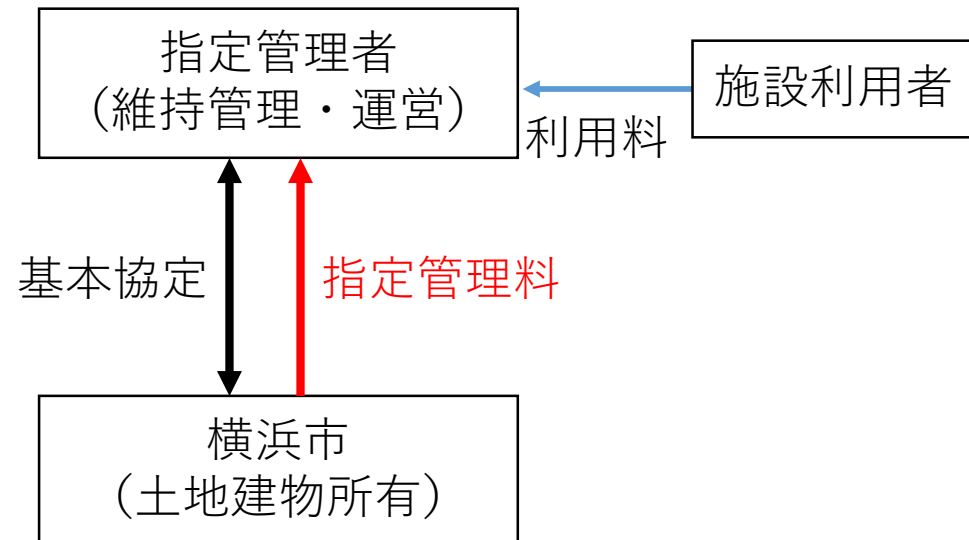 指定管理者
（維持管理・運営）
施設利用者
利用料
基本協定
指定管理料
横浜市
（土地建物所有）